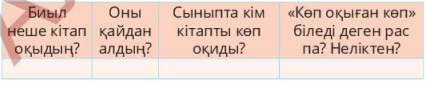 Биыл неше кітап оқыдың?
Оны қайдан алдың?
Сыныпта кім кітапты көп оқиды?
«Көп оқыған көп» біледі деген рас па? Неліктен?